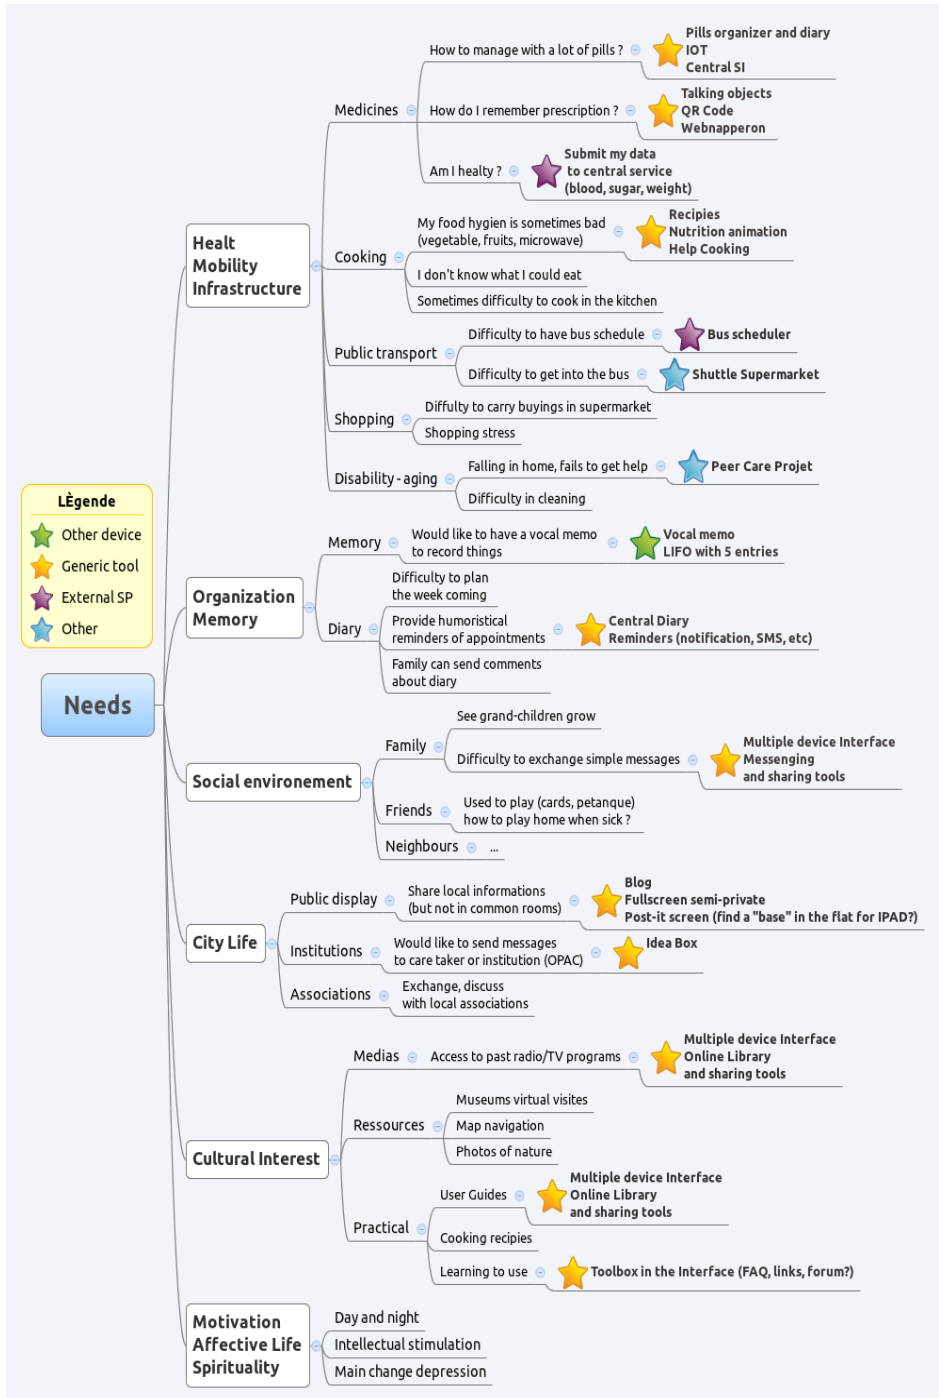 How to manage with a lot of pills ?
Pills organizer and diary
IOT
Central SI
Medicines
How do I remember prescription ?
Talking objects
QR Code
Webnapperon
Am I healty ?
Submit my data
to central service
(blood, sugar, weight)
Healt
Mobility
Infrastructure
Cooking
My food hygien is sometimes bad
(vegetable, fruits, microwave)
Recipies
Nutrition animation
Help Cooking
I don't know what I could eat
Sometimes difficulty to cook in the kitchen
Public transport
Difficulty to have bus schedule
Bus scheduler
Difficulty to get into the bus
Shuttle Supermarket
Shopping
Diffulty to carry buyings in supermarket
Shopping stress
Disability - aging
Falling in home, fails to get help
Peer Care Projet
Difficulty in cleaning
LÈgende
Other device
Generic tool
External SP
Other
Needs
Organization
Memory
Memory
Would like to have a vocal memo
to record things
Vocal memo
LIFO with 5 entries
Diary
Difficulty to plan
the week coming
Provide humoristical
reminders of appointments
Central Diary
Reminders (notification, SMS, etc)
Family can send comments
about diary
Social environement
Family
See grand-children grow
Difficulty to exchange simple messages
Multiple device Interface
Messenging
and sharing tools
Friends
Used to play (cards, petanque)
how to play home when sick ?
Neighbours
...
City Life
Public display
Share local informations
(but not in common rooms)
Blog
Fullscreen semi-private
Post-it screen (find a "base" in the flat for IPAD?)
Institutions
Would like to send messages
to care taker or institution (OPAC)
Idea Box
Associations
Exchange, discuss
with local associations
Cultural Interest
Medias
Access to past radio/TV programs
Multiple device Interface
Online Library
and sharing tools
Ressources
Museums virtual visites
Map navigation
Photos of nature
Practical
User Guides
Multiple device Interface
Online Library
and sharing tools
Cooking recipies
Learning to use
Toolbox in the Interface (FAQ, links, forum?)
Motivation
Affective Life
Spirituality
Day and night
Intellectual stimulation
Main change depression